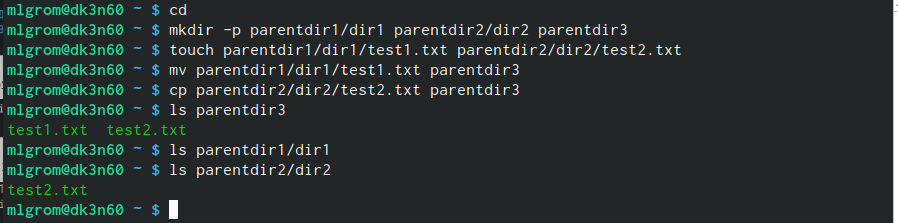 mlgrom@dk3n60 ~ $ cd
mlgrom@dk3n60 ~ $ mkdir -p parentdir1/dir1 parentdir2/dir2 parentdir3
mlgrom@dk3n60 ~ $ touch parentdir1/dir1/test1.txt parentdir2/dir2/test2.txt
mlgrom@dk3n60 ~ $ mv parentdir1/dir1/test1.txt parentdir3
mlgrom@dk3n60 ~ $ cp parentdir2/dir2/test2.txt parentdir3
mlgrom@dk3n60 ~ $ ls parentdir3
test1.txt  test2.txt
mlgrom@dk3n60 ~ $ ls parentdir1/dir1
mlgrom@dk3n60 ~ $ ls parentdir2/dir2
test2.txt
mlgrom@dk3n60 ~ $